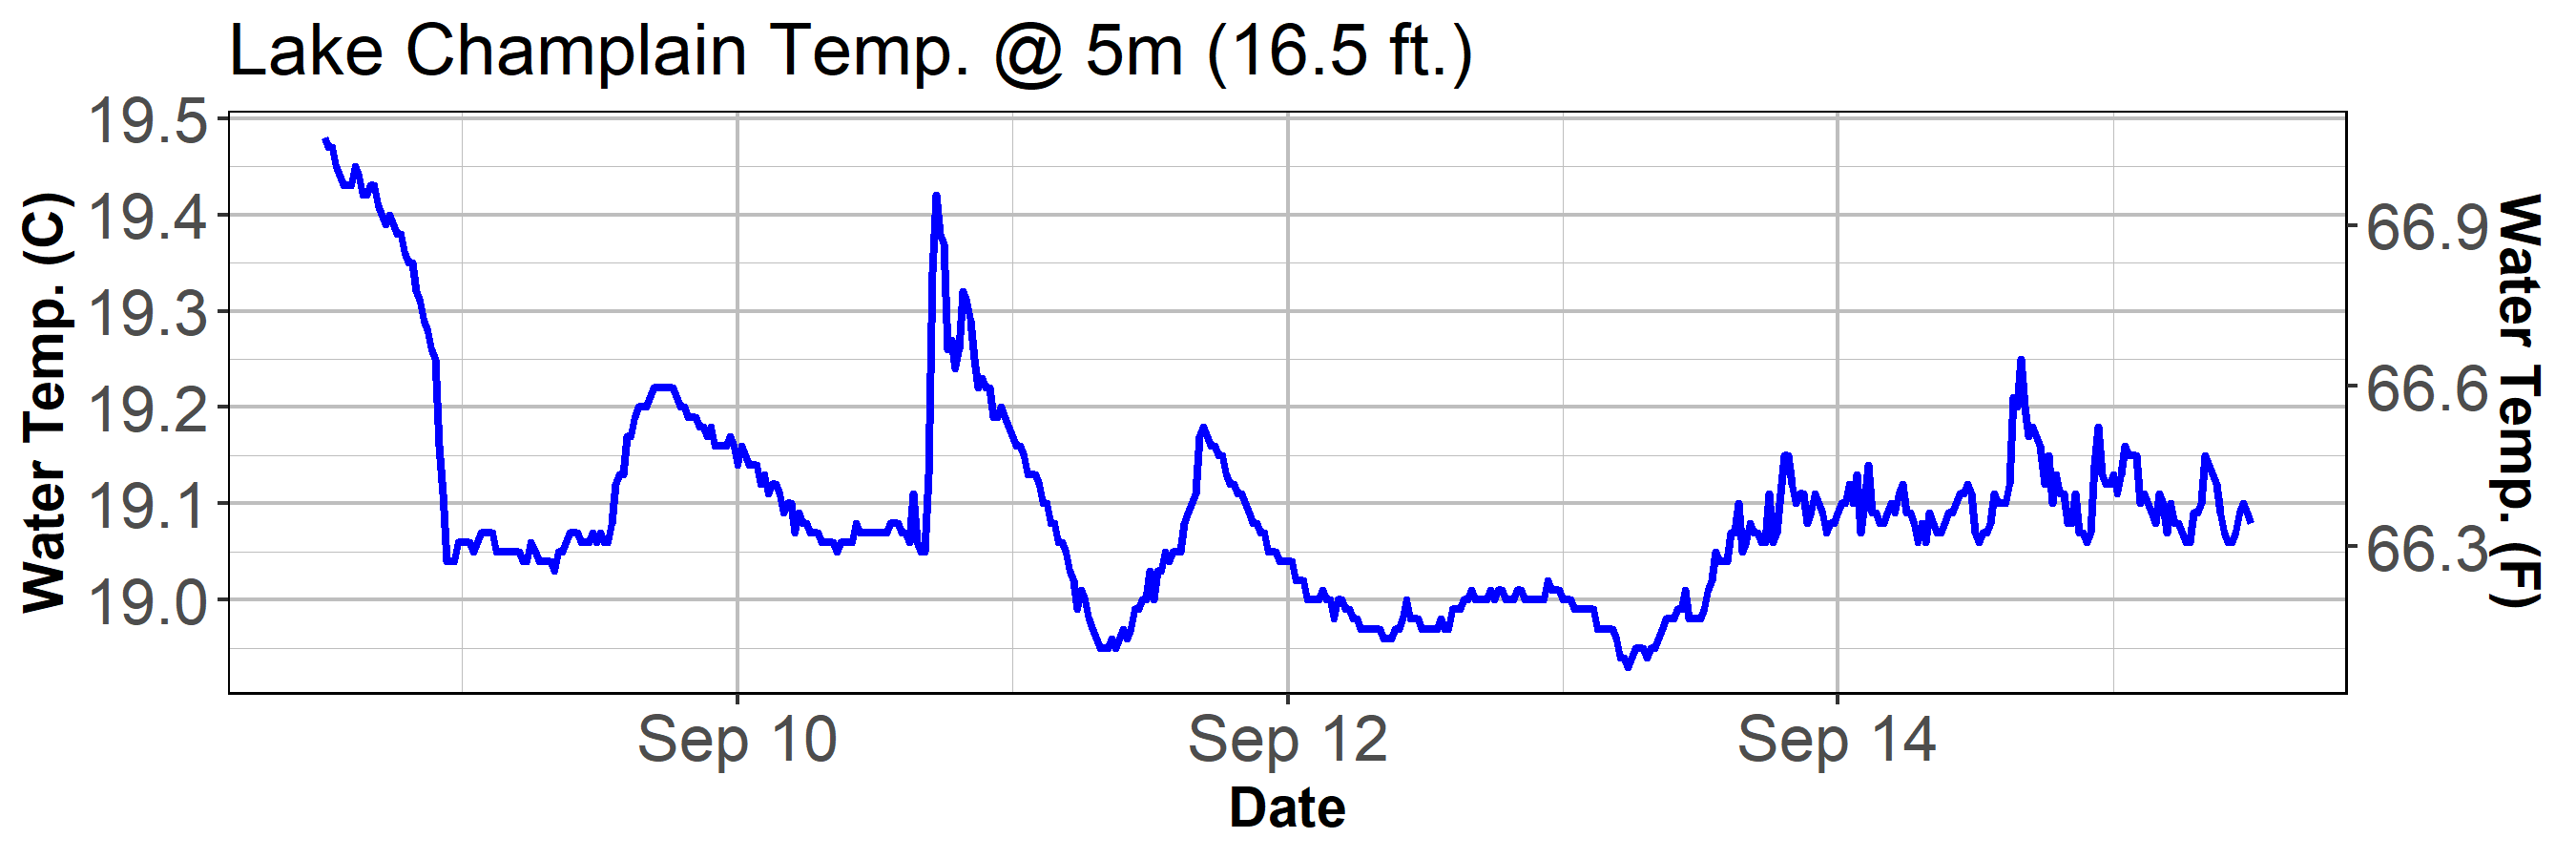 Lake Champlain Temp. @ 5m (16.5 ft.)
Water Temp. (C)
19.5
19.4
19.3
19.2
19.1
19.0
66.9
66.6
66.3
Water Temp. (F)
Sep 10
Sep 12
Sep 14
Date